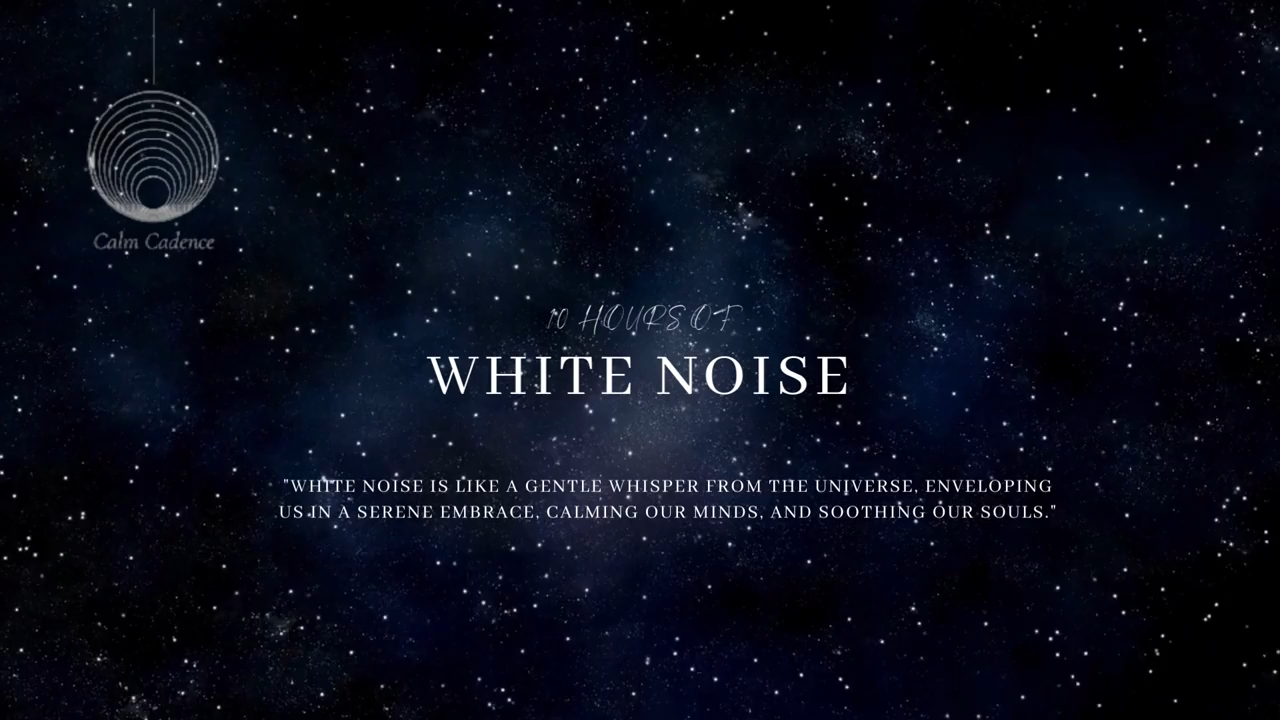 Calm Cadence
10 HOURS OF
WHITE NOISE
"WHITE NOISE IS LIKE A GENTLE WHISPER FROM THE UNIVERSE, ENVELOPING
US IN A SERENE EMBRACE, CALMING OUR MINDS, AND SOOTHING OUR SOULS."